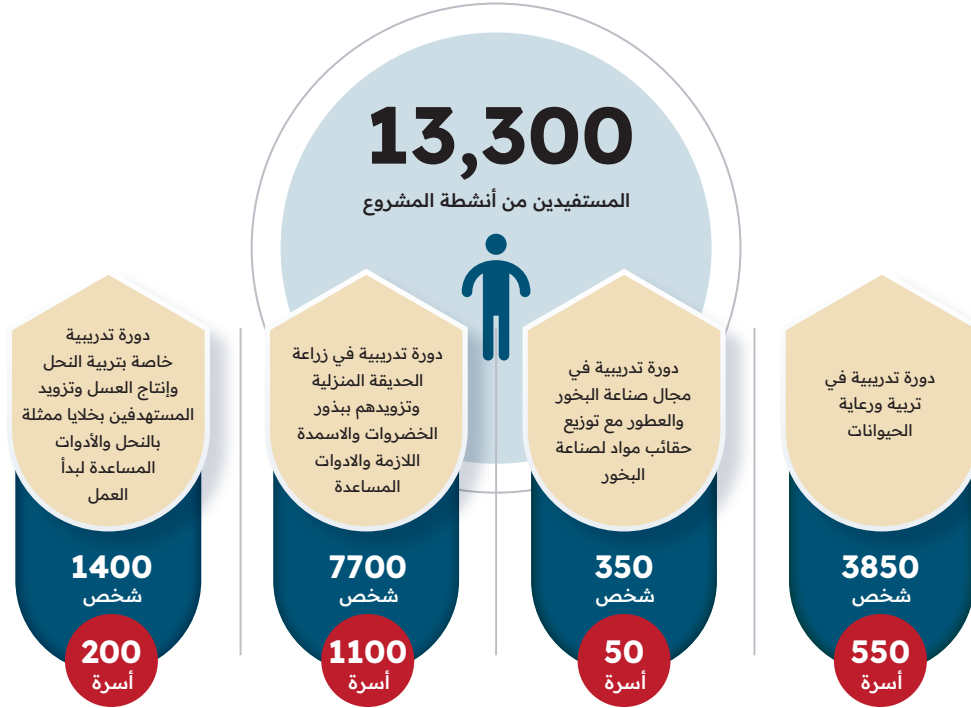 13,300
المستفيدين من أنشطة المشروع
دورة تدريبية في
تربية ورعاية
الحيوانات
3850
شخص
550
أسرة
دورة تدريبية في
مجال صناعة البخور
والعطور مع توزيع
حقائب مواد لصناعة
البخور
350
شخص
50
أسرة
دورة تدريبية في زراعة
الحديقة المنزلية
وتزويدهم ببذور
الخضروات والاسمدة
اللازمة والادوات
المساعدة
7700
شخص
1100
أسرة
دورة تدريبية
خاصة بتربية النحل
وإنتاج العسل وتزويد
المستهدفين بخلايا ممثلة
بالنحل والأدوات
المساعدة لبدأ
العمل
1400
شخص
200
أسرة